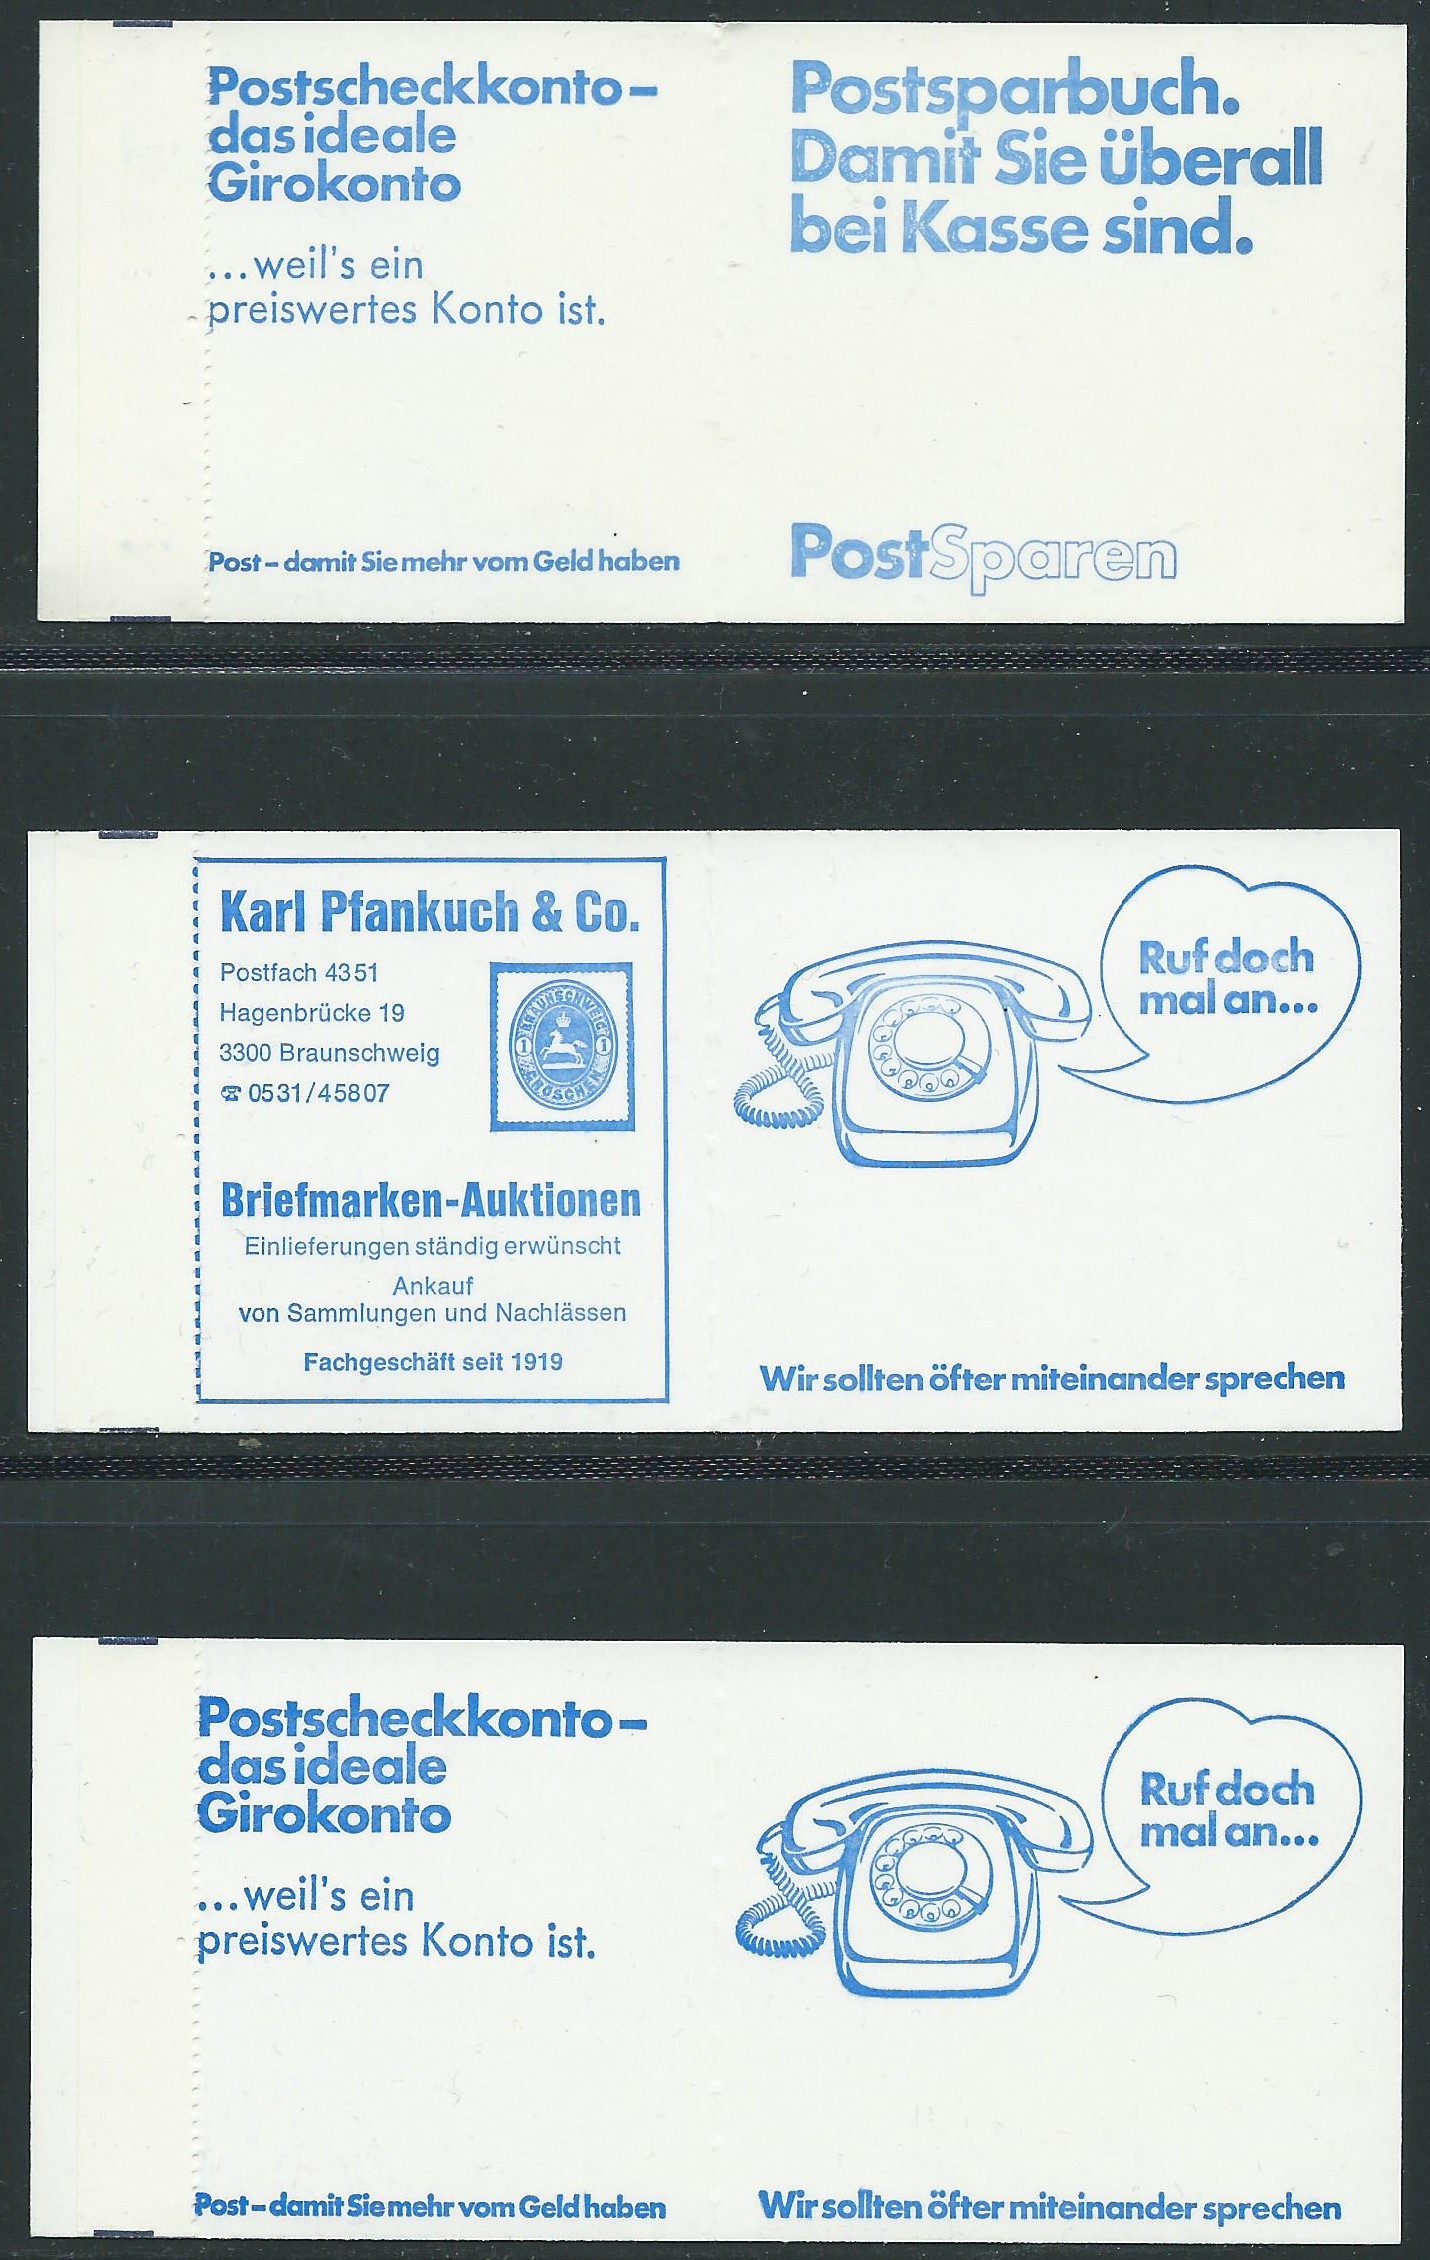 Postscheckkonto –
das ideale
Girokonto
...weil's ein
preiswertes Konto ist.
Post – damit Sie mehr vom Geld haben
Postsparbuch.
Damit Sie überall
bei Kasse sind.
PostSparen
Karl Pfankuch & Co.
Postfach 4351
Hagenbrücke 19
3300 Braunschweig
☎ 0531/45807
BRAUNSCHWEIG
1 1
GROSCHEN
Briefmarken-Auktionen
Einlieferungen ständig erwünscht
Ankauf
von Sammlungen und Nachlässen
Fachgeschäft seit 1919
Ruf doch
mal an...
Wir sollten öfter miteinander sprechen
Postscheckkonto –
das ideale
Girokonto
...weil's ein
preiswertes Konto ist.
Post – damit Sie mehr vom Geld haben
Ruf doch
mal an...
Wir sollten öfter miteinander sprechen